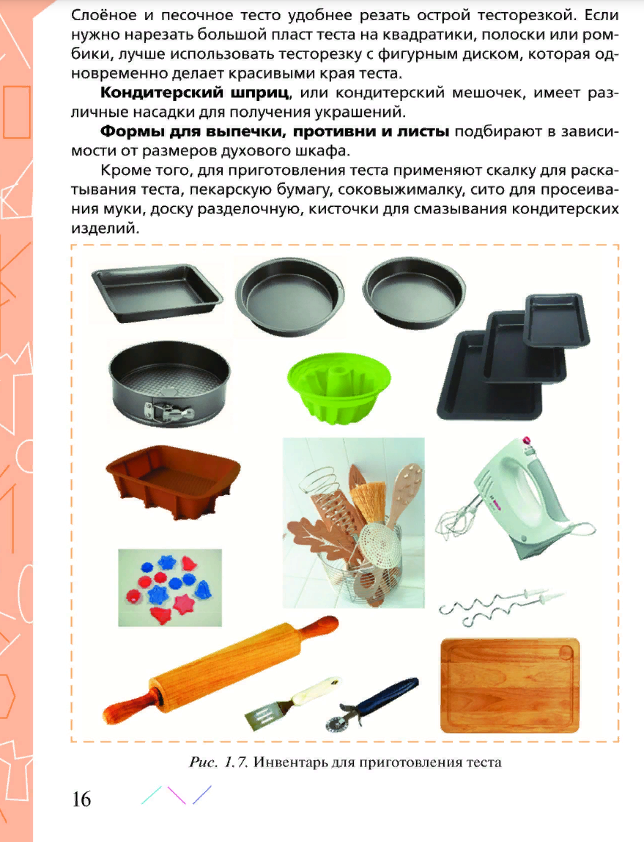 Слоёное и песочное тесто удобнее резать острой тесторезкой. Если
нужно нарезать большой пласт теста на квадратики, полоски или ром-
бики, лучше использовать тесторезку с фигурным диском, которая од-
новременно делает красивыми края теста.
Кондитерский шприц, или кондитерский мешочек, имеет раз-
личные насадки для получения украшений.
Формы для выпечки, противни и листы подбирают в зависи-
мости от размеров духового шкафа.
Кроме того, для приготовления теста применяют скалку для раска-
тывания теста, пекарскую бумагу, соковыжималку, сито для просеива-
ния муки, доску разделочную, кисточки для смазывания кондитерских
изделий.
Рис. 1.7. Инвентарь для приготовления теста
16